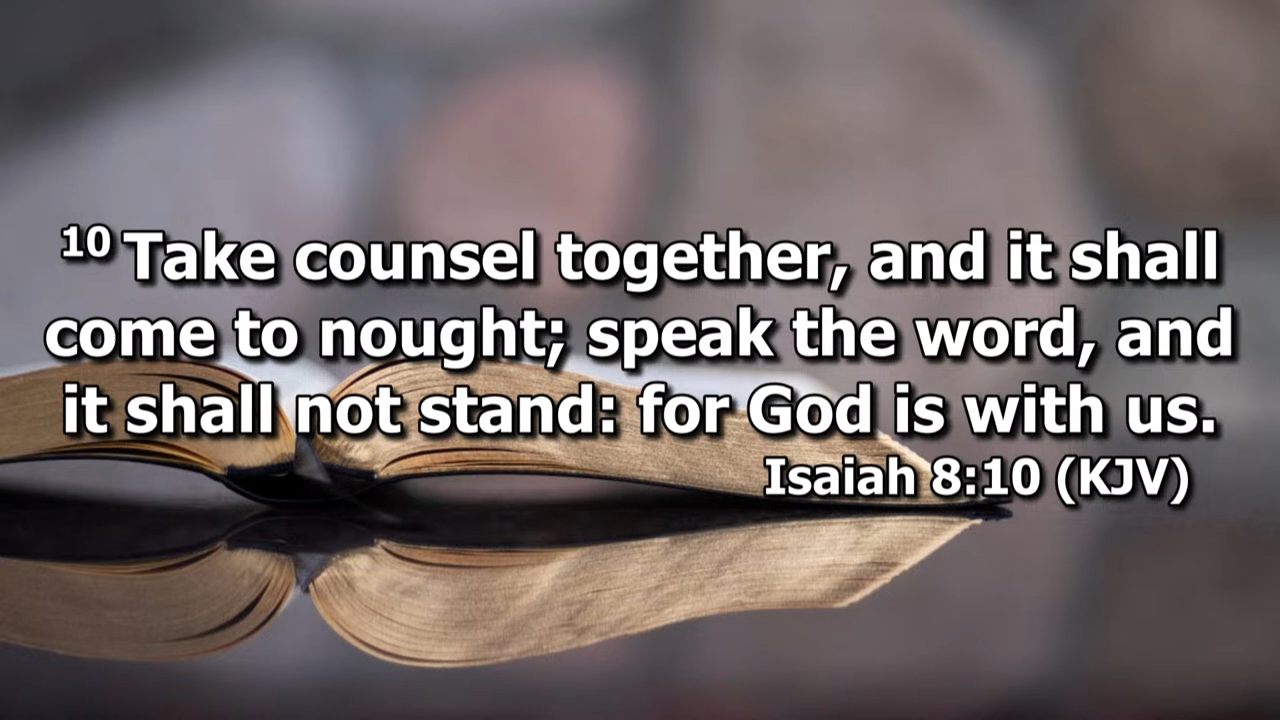 10 Take counsel together, and it shall
come to nought; speak the word, and
it shall not stand: for God is with us.
Isaiah 8:10 (KJV)